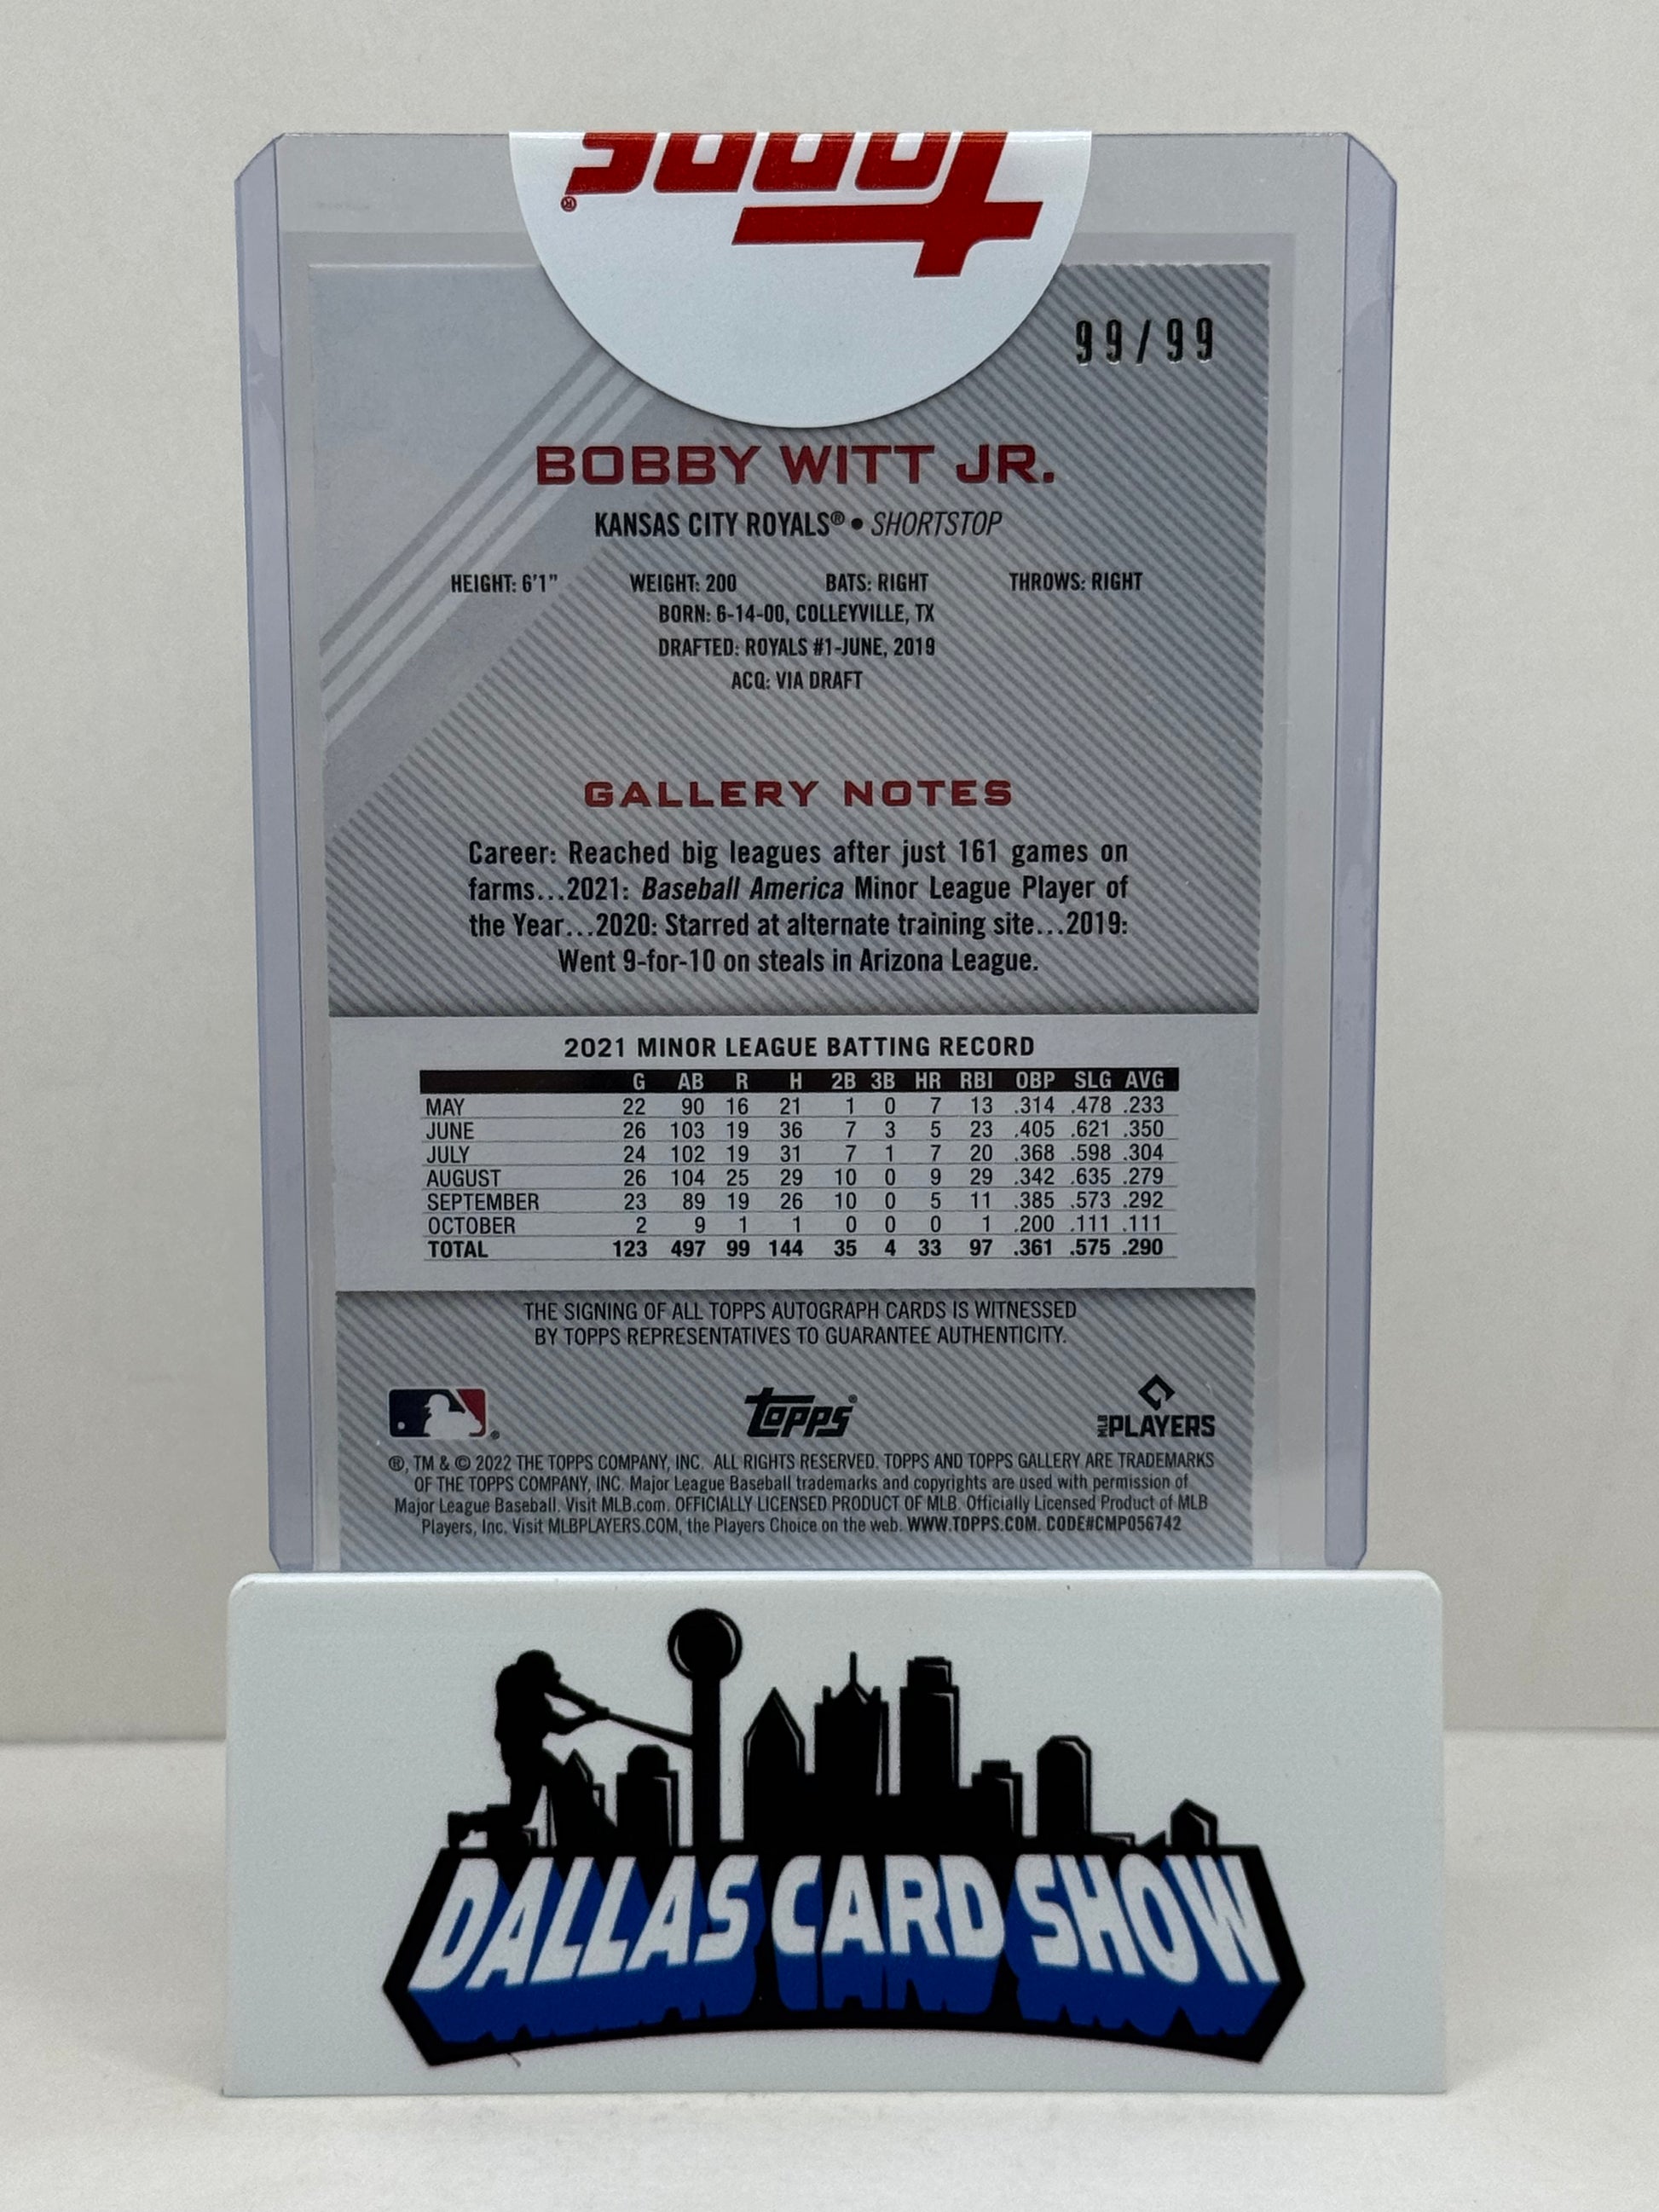 Topps®
99/99
BOBBY WITT JR.
KANSAS CITY ROYALS® • SHORTSTOP
HEIGHT: 6'1" WEIGHT: 200 BATS: RIGHT THROWS: RIGHT
BORN: 6-14-00, COLLEYVILLE, TX
DRAFTED: ROYALS #1-JUNE, 2019
ACQ: VIA DRAFT
GALLERY NOTES
Career: Reached big leagues after just 161 games on
farms...2021: Baseball America Minor League Player of
the Year...2020: Starred at alternate training site...2019:
Went 9-for-10 on steals in Arizona League.
2021 MINOR LEAGUE BATTING RECORD
G AB R H 2B 3B HR RBI OBP SLG AVG
MAY 22 90 16 21 1 0 7 13 .314 .478 .233
JUNE 26 103 19 36 7 3 5 23 .405 .621 .350
JULY 24 102 19 31 7 1 7 20 .368 .598 .304
AUGUST 26 104 25 29 10 0 9 29 .342 .635 .279
SEPTEMBER 23 89 19 26 10 0 5 11 .385 .573 .292
OCTOBER 2 9 1 1 0 0 0 1 .200 .111 .111
TOTAL 123 497 99 144 35 4 33 97 .361 .575 .290
THE SIGNING OF ALL TOPPS AUTOGRAPH CARDS IS WITNESSED
BY TOPPS REPRESENTATIVES TO GUARANTEE AUTHENTICITY.
Topps® MLB PLAYERS
®, TM & © 2022 THE TOPPS COMPANY, INC. ALL RIGHTS RESERVED. TOPPS AND TOPPS GALLERY ARE TRADEMARKS
OF THE TOPPS COMPANY, INC. Major League Baseball trademarks and copyrights are used with permission of
Major League Baseball. Visit MLB.com. OFFICIALLY LICENSED PRODUCT OF MLB. Officially Licensed Product of MLB
Players, Inc. Visit MLBPLAYERS.COM, the Players Choice on the web. WWW.TOPPS.COM. CODE#CMP056742
DALLAS CARD SHOW